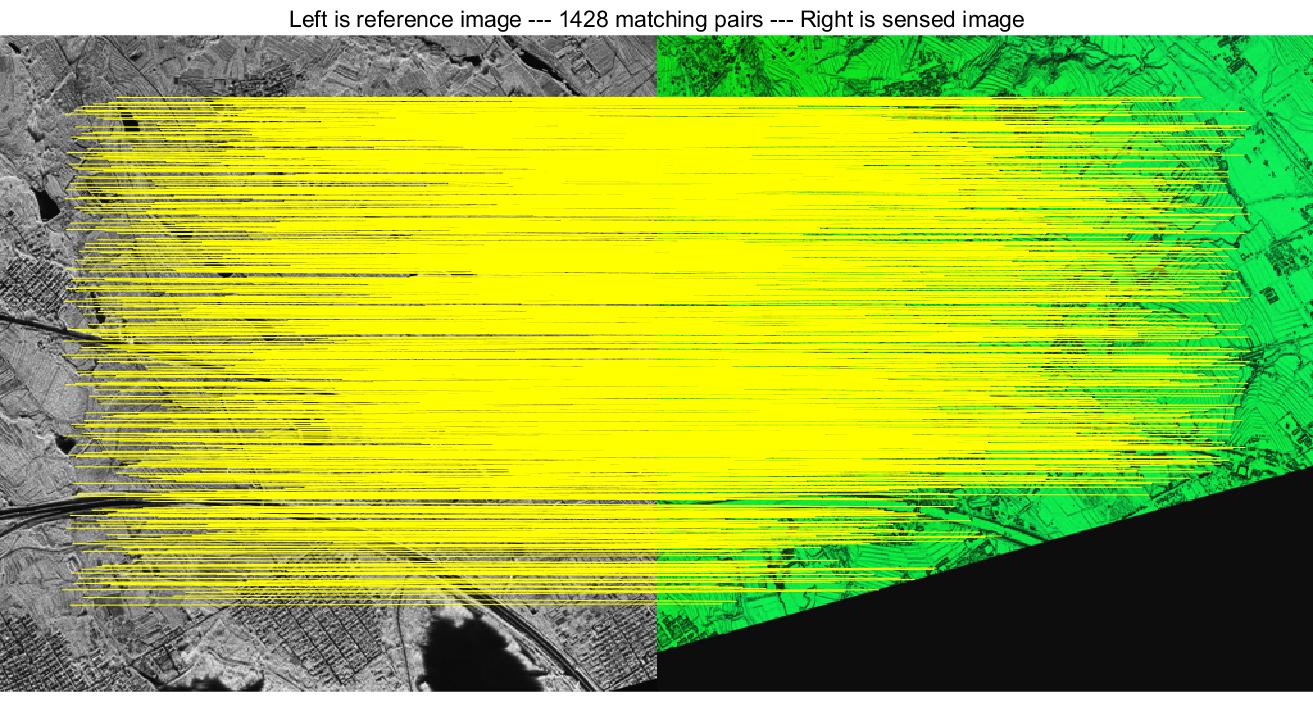 Left is reference image --- 1428 matching pairs --- Right is sensed image